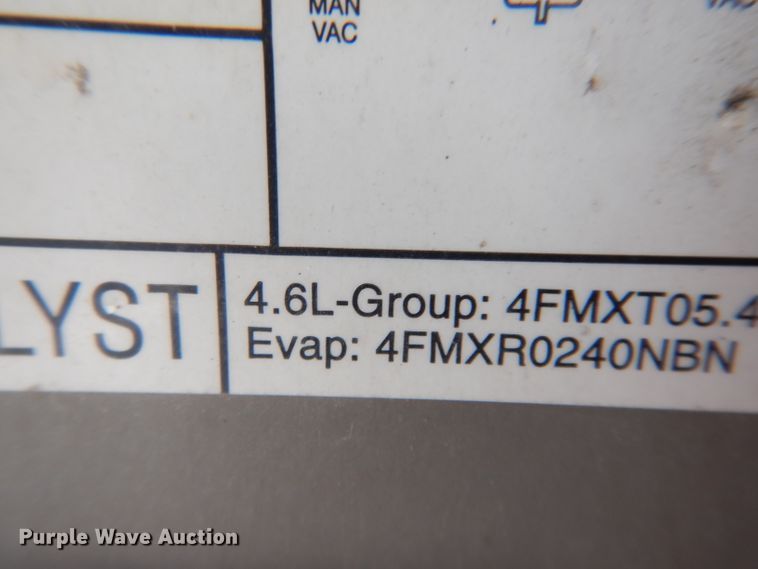 MAN
VAC
LYST
4.6L-Group: 4FMXT05.4
Evap: 4FMXR0240NBN
Purple Wave Auction